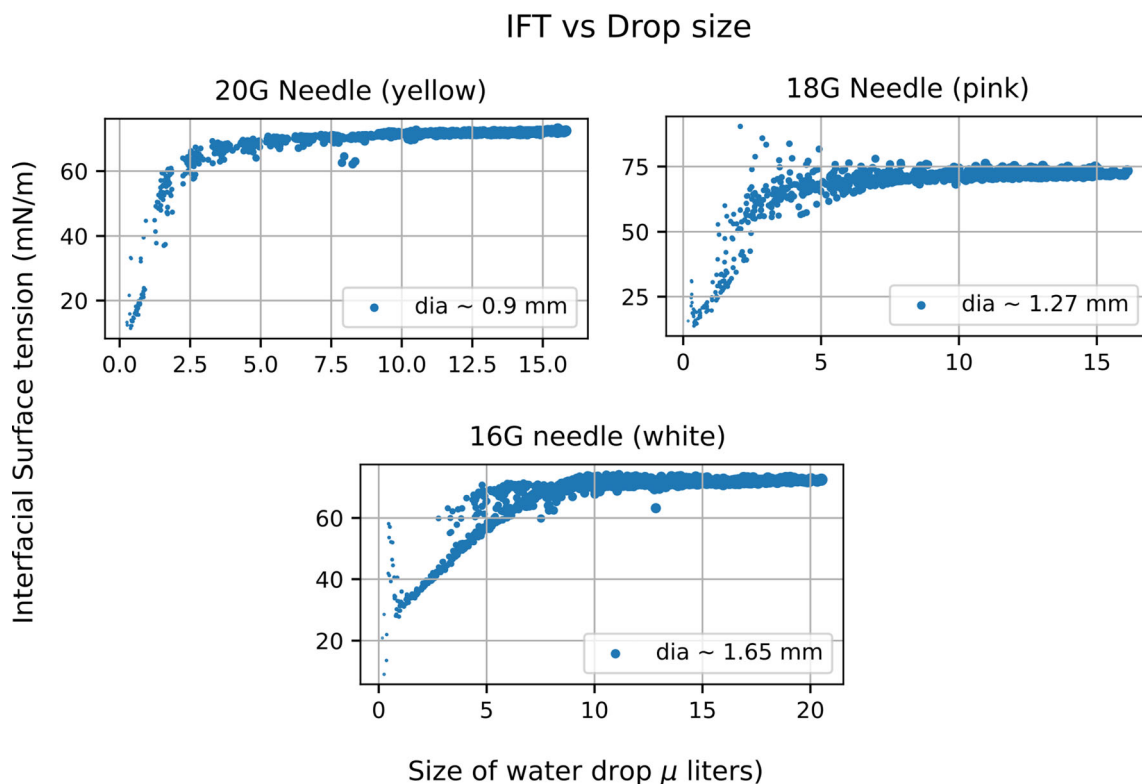 IFT vs Drop size
Interfacial Surface tension (mN/m)
20G Needle (yellow)
60
40
20
dia ~ 0.9 mm
0.0 2.5 5.0 7.5 10.0 12.5 15.0
18G Needle (pink)
75
50
25
dia ~ 1.27 mm
0 5 10 15
16G needle (white)
60
40
20
dia ~ 1.65 mm
0 5 10 15 20
Size of water drop μ liters)